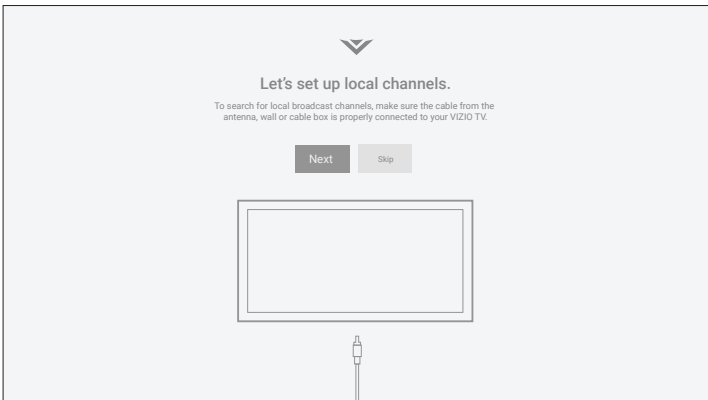 Let's set up local channels.
To search for local broadcast channels, make sure the cable from the
antenna, wall or cable box is properly connected to your VIZIO TV.
Next Skip